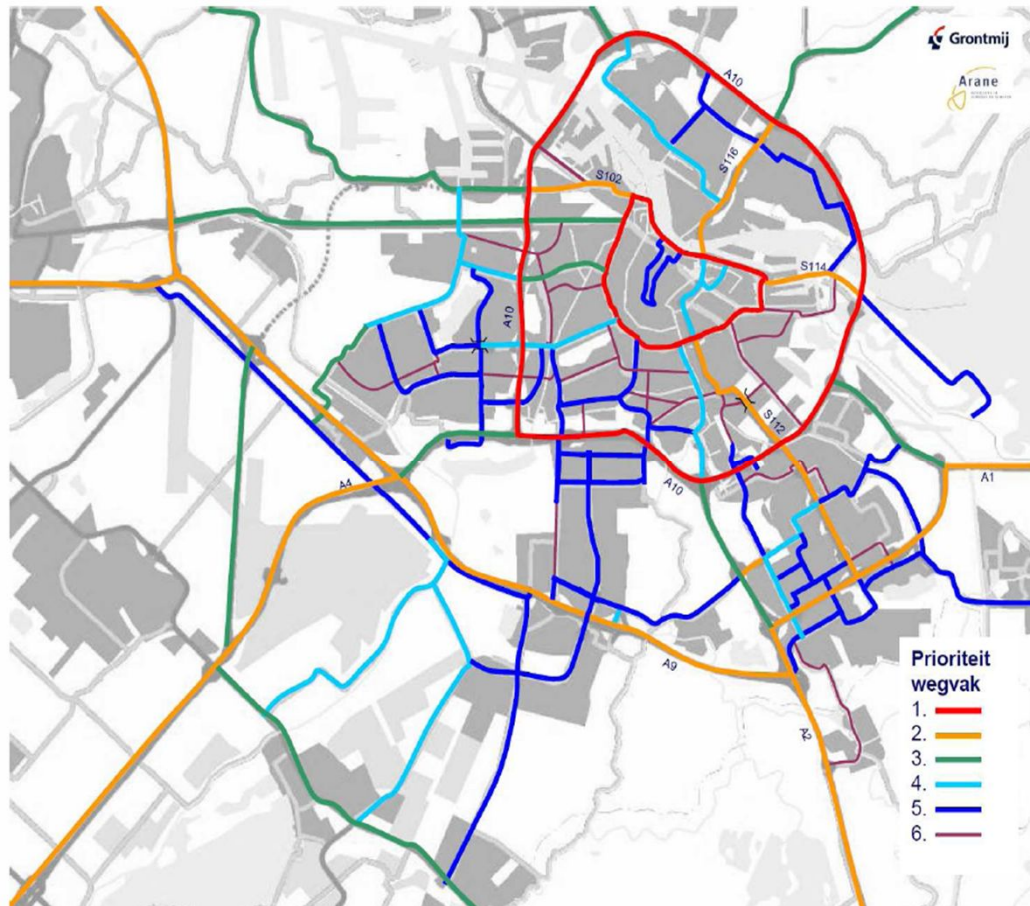 Grontmij
Arane
A10
S116
S102
S114
A10
S112
A10
A4
A1
A9
A2
Prioriteit
wegvak
1.
2.
3.
4.
5.
6.